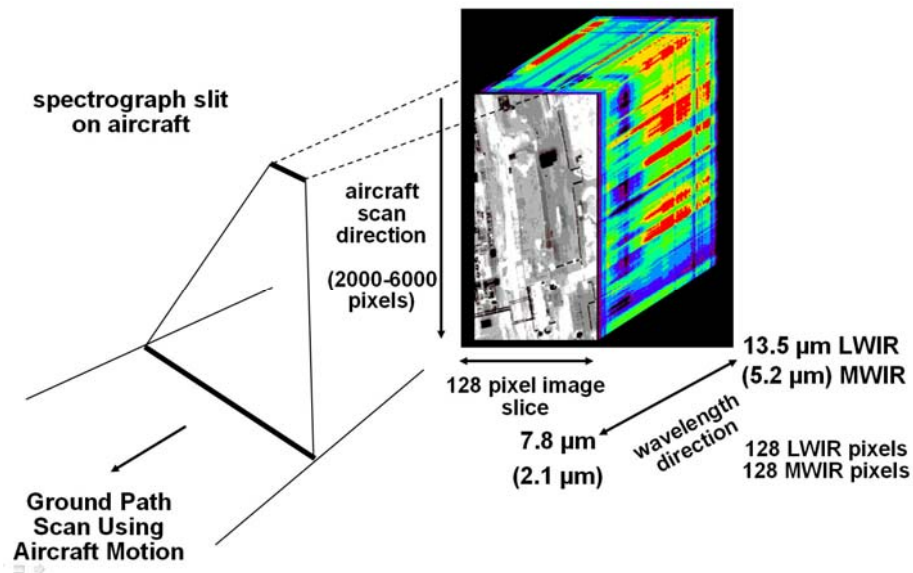 spectrograph slit
on aircraft
aircraft
scan
direction
(2000-6000
pixels)
128 pixel image
slice
13.5 µm LWIR
(5.2 µm) MWIR
7.8 µm
(2.1 µm)
wavelength
direction
128 LWIR pixels
128 MWIR pixels
Ground Path
Scan Using
Aircraft Motion